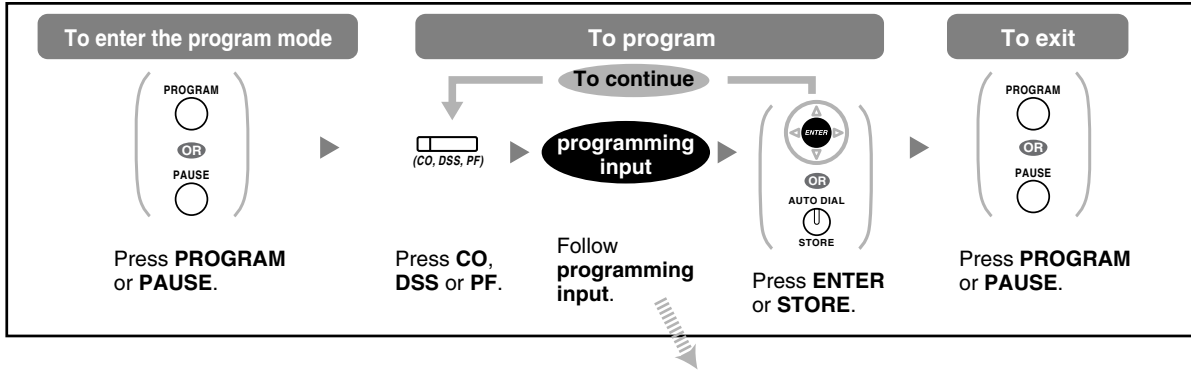 To enter the program mode
To program
To exit
To continue
PROGRAM
OR
PAUSE
(CO, DSS, PF)
programming
input
ENTER
OR
AUTO DIAL
STORE
PROGRAM
OR
PAUSE
Press PROGRAM
or PAUSE.
Press CO,
DSS or PF.
Follow
programming
input.
Press ENTER
or STORE.
Press PROGRAM
or PAUSE.